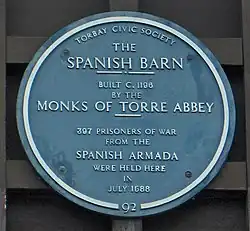 TORBAY CIVIC SOCIETY
THE
SPANISH BARN
BUILT C. 1196
BY THE
MONKS OF TORRE ABBEY
397 PRISONERS OF WAR
FROM THE
SPANISH ARMADA
WERE HELD HERE
IN
JULY 1588
92